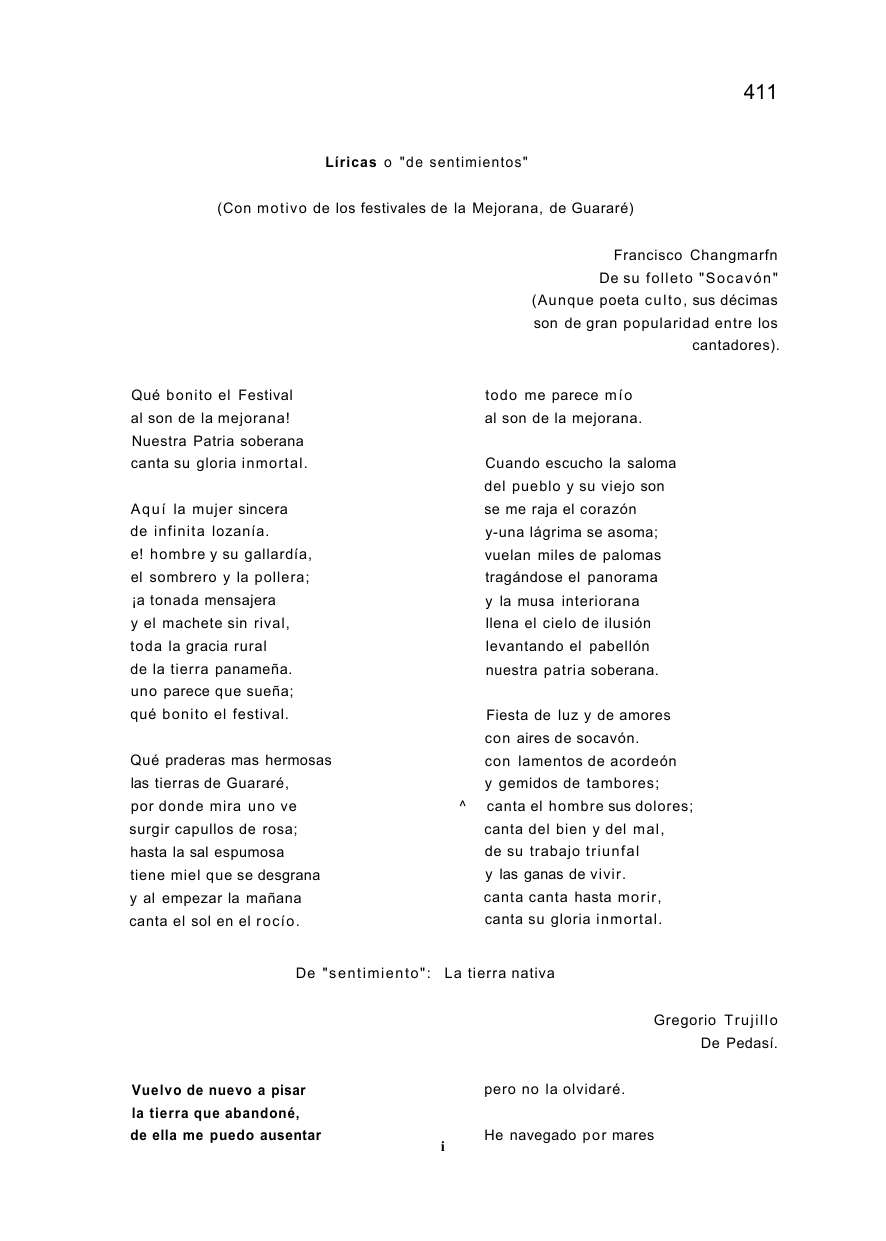 411
Líricas o "de sentimientos"
(Con motivo de los festivales de la Mejorana, de Guararé)
Francisco Changmarfn
De su folleto "Socavón"
(Aunque poeta culto, sus décimas
son de gran popularidad entre los
cantadores).
Qué bonito el Festival
al son de la mejorana!
Nuestra Patria soberana
canta su gloria inmortal.
Aquí la mujer sincera
de infinita lozanía.
e! hombre y su gallardía,
el sombrero y la pollera;
¡a tonada mensajera
y el machete sin rival,
toda la gracia rural
de la tierra panameña.
uno parece que sueña;
qué bonito el festival.
Qué praderas mas hermosas
las tierras de Guararé,
por donde mira uno ve
surgir capullos de rosa;
hasta la sal espumosa
tiene miel que se desgrana
y al empezar la mañana
canta el sol en el rocío.
todo me parece mío
al son de la mejorana.
Cuando escucho la saloma
del pueblo y su viejo son
se me raja el corazón
y-una lágrima se asoma;
vuelan miles de palomas
tragándose el panorama
y la musa interiorana
llena el cielo de ilusión
levantando el pabellón
nuestra patria soberana.
Fiesta de luz y de amores
con aires de socavón.
con lamentos de acordeón
y gemidos de tambores;
^ canta el hombre sus dolores;
canta del bien y del mal,
de su trabajo triunfal
y las ganas de vivir.
canta canta hasta morir,
canta su gloria inmortal.
De "sentimiento": La tierra nativa
Gregorio Trujillo
De Pedasí.
Vuelvo de nuevo a pisar
la tierra que abandoné,
de ella me puedo ausentar
pero no la olvidaré.
He navegado por mares
i